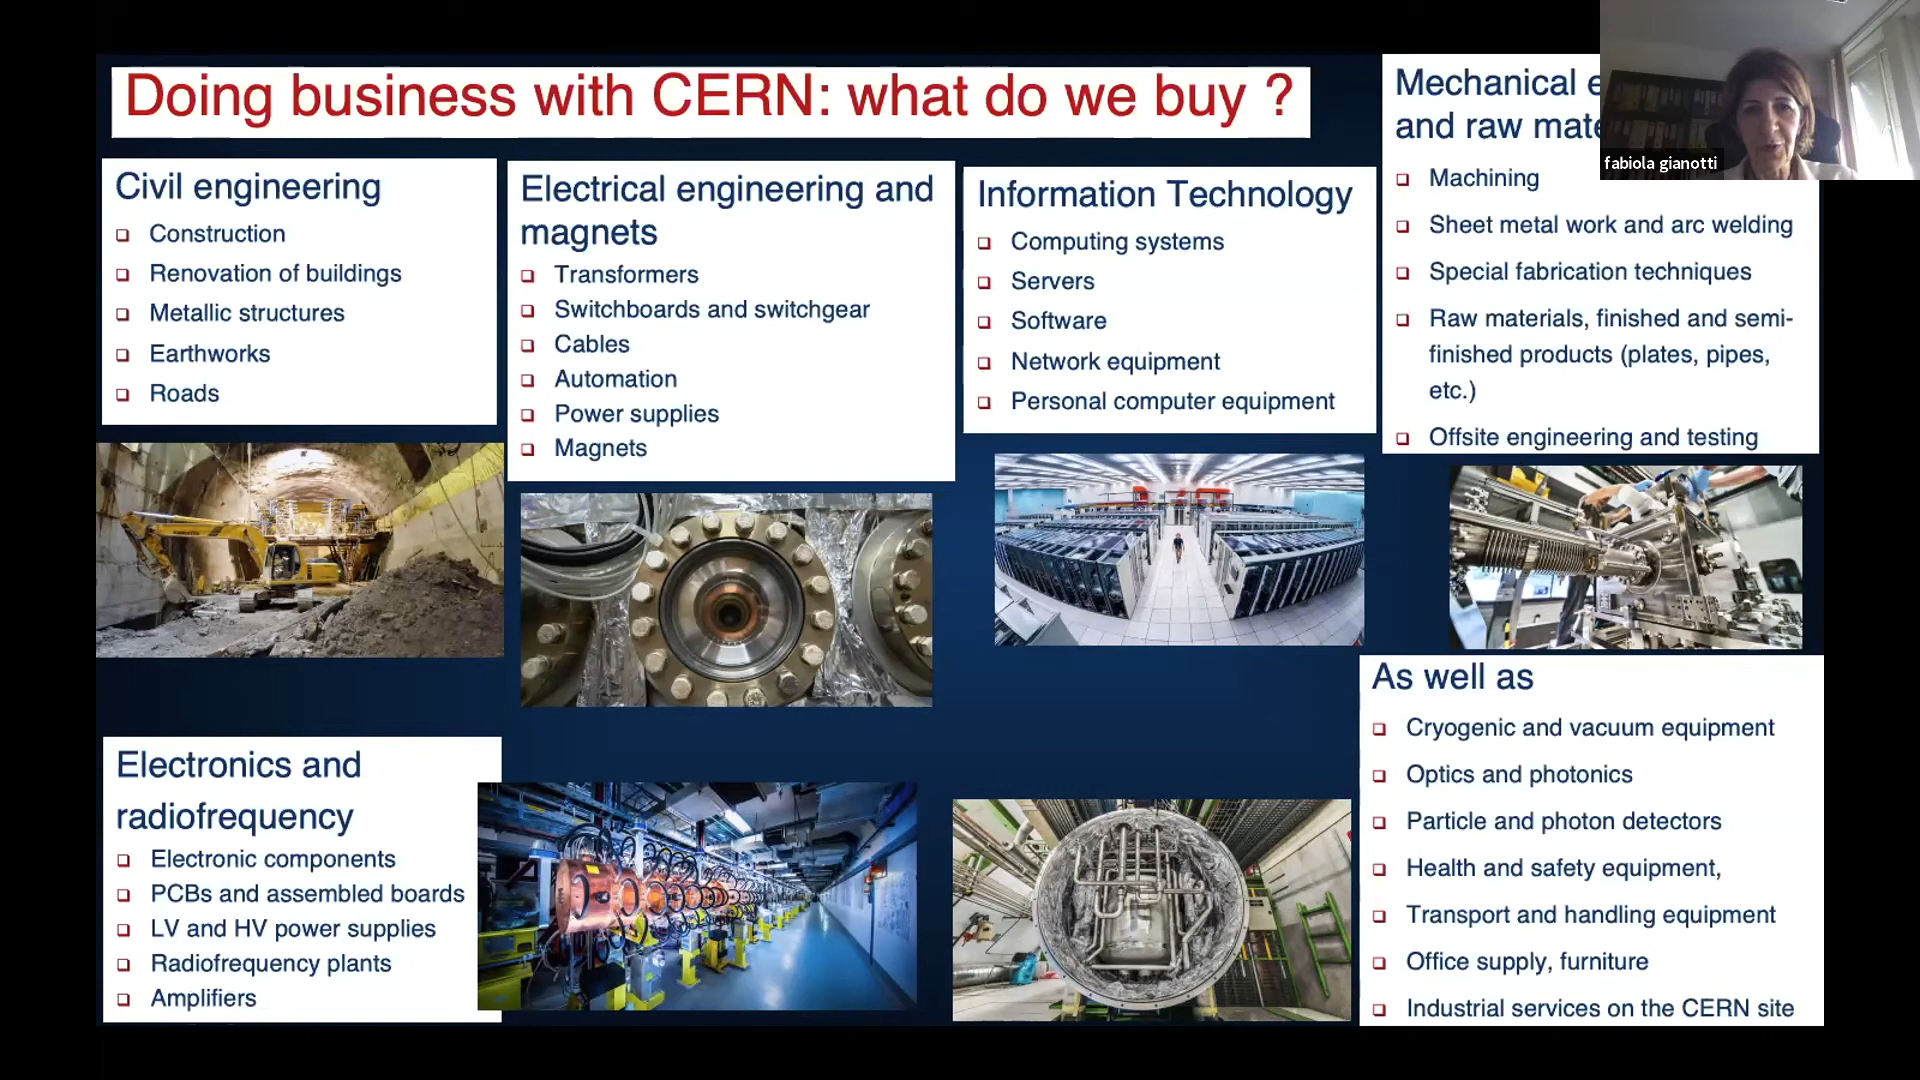 Doing business with CERN: what do we buy ?
Civil engineering
Construction
Renovation of buildings
Metallic structures
Earthworks
Roads
Electrical engineering and
magnets
Transformers
Switchboards and switchgear
Cables
Automation
Power supplies
Magnets
Information Technology
Computing systems
Servers
Software
Network equipment
Personal computer equipment
Mechanical
and raw
Machining
Sheet metal work and arc welding
Special fabrication techniques
Raw materials, finished and semi-
finished products (plates, pipes,
etc.)
Offsite engineering and testing
fabiola gianotti
Electronics and
radiofrequency
Electronic components
PCBs and assembled boards
LV and HV power supplies
Radiofrequency plants
Amplifiers
As well as
Cryogenic and vacuum equipment
Optics and photonics
Particle and photon detectors
Health and safety equipment,
Transport and handling equipment
Office supply, furniture
Industrial services on the CERN site